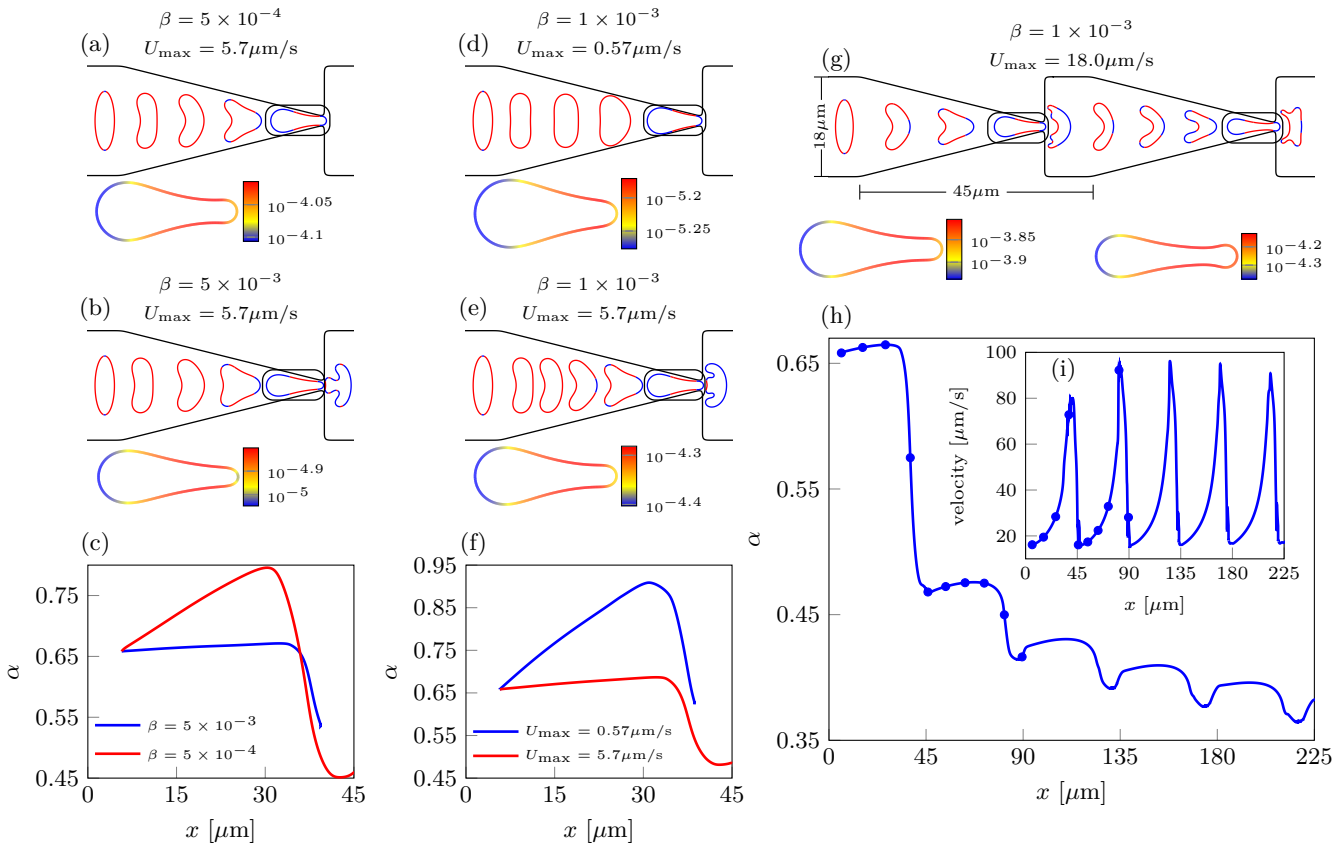 (a)
β = 5 × 10⁻⁴
U_max = 5.7μm/s
10⁻⁴·⁰⁵
10⁻⁴·¹
(d)
β = 1 × 10⁻³
U_max = 0.57μm/s
10⁻⁵·²
10⁻⁵·²⁵
(g)
β = 1 × 10⁻³
U_max = 18.0μm/s
18μm
45μm
10⁻³·⁸⁵
10⁻³·⁹
10⁻⁴·²
10⁻⁴·³
(b)
β = 5 × 10⁻³
U_max = 5.7μm/s
10⁻⁴·⁹
10⁻⁵
(e)
β = 1 × 10⁻³
U_max = 5.7μm/s
10⁻⁴·³
10⁻⁴·⁴
(c)
α
0.75
0.65
0.55
0.45
β = 5 × 10⁻³
β = 5 × 10⁻⁴
0 15 30 45
x [μm]
(f)
α
0.95
0.85
0.75
0.65
0.55
0.45
U_max = 0.57μm/s
U_max = 5.7μm/s
0 15 30 45
x [μm]
(h)
α
0.65
0.55
0.45
0.35
0 45 90 135 180 225
x [μm]
(i)
velocity [μm/s]
100
80
60
40
20
0 45 90 135 180 225
x [μm]